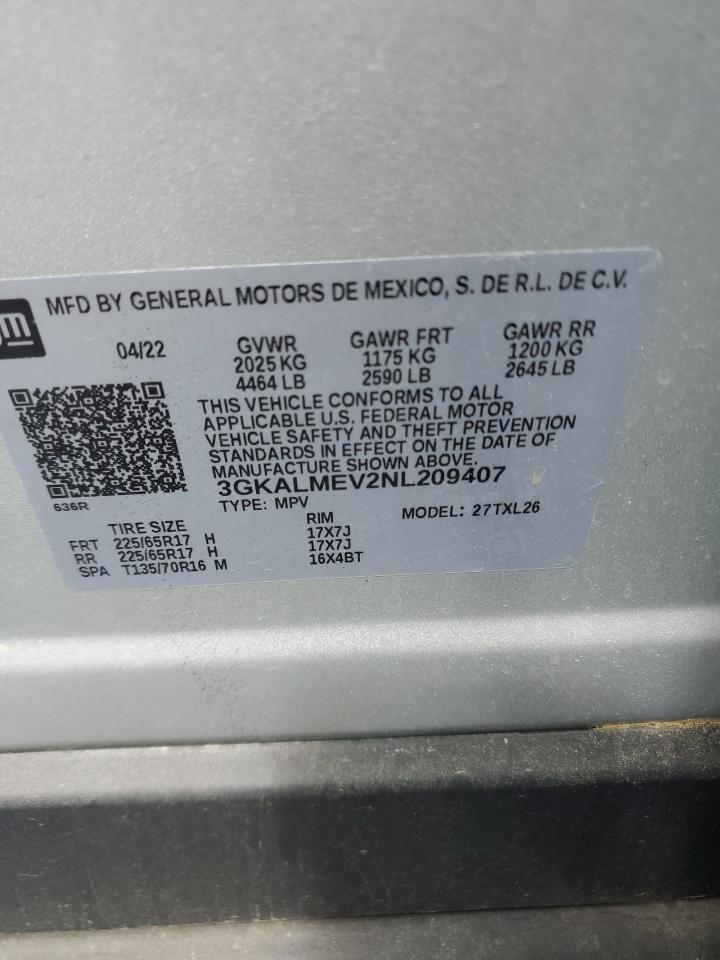 gm
MFD BY GENERAL MOTORS DE MEXICO, S. DE R.L. DE C.V.
04/22 GVWR GAWR FRT GAWR RR
2025 KG 1175 KG 1200 KG
4464 LB 2590 LB 2645 LB
THIS VEHICLE CONFORMS TO ALL
APPLICABLE U.S. FEDERAL MOTOR
VEHICLE SAFETY AND THEFT PREVENTION
STANDARDS IN EFFECT ON THE DATE OF
MANUFACTURE SHOWN ABOVE.
3GKALMEV2NL209407
636R TYPE: MPV MODEL: 27TXL26
TIRE SIZE RIM
FRT 225/65R17 H 17X7J
RR 225/65R17 H 17X7J
SPA T135/70R16 M 16X4BT